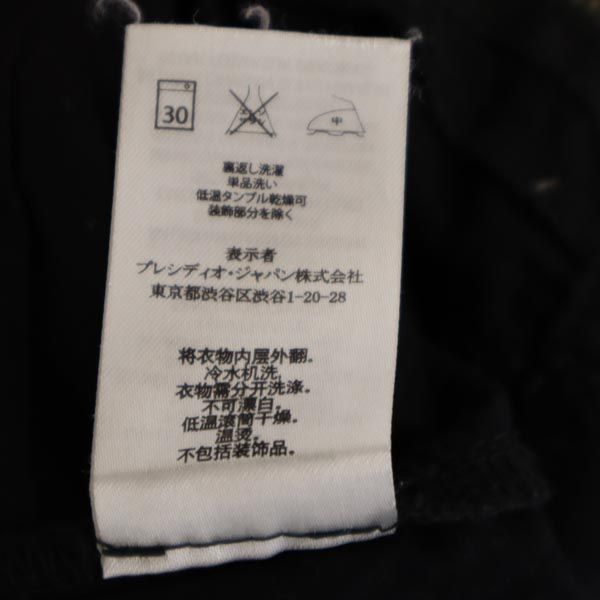 30
中
裏返し洗濯
単品洗い
低温タンブル乾燥可
装飾部分を除く
表示者
プレシディオ・ジャパン株式会社
東京都渋谷区渋谷1-20-28
将衣物内层外翻。
冷水机洗。
衣物需分开洗涤。
不可漂白。
低温滚筒干燥。
温烫。
不包括装饰品。